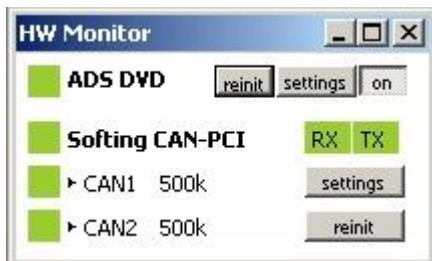 HW Monitor
ADS DVD reinit settings on
Softing CAN-PCI RX TX
CAN1 500k settings
CAN2 500k reinit